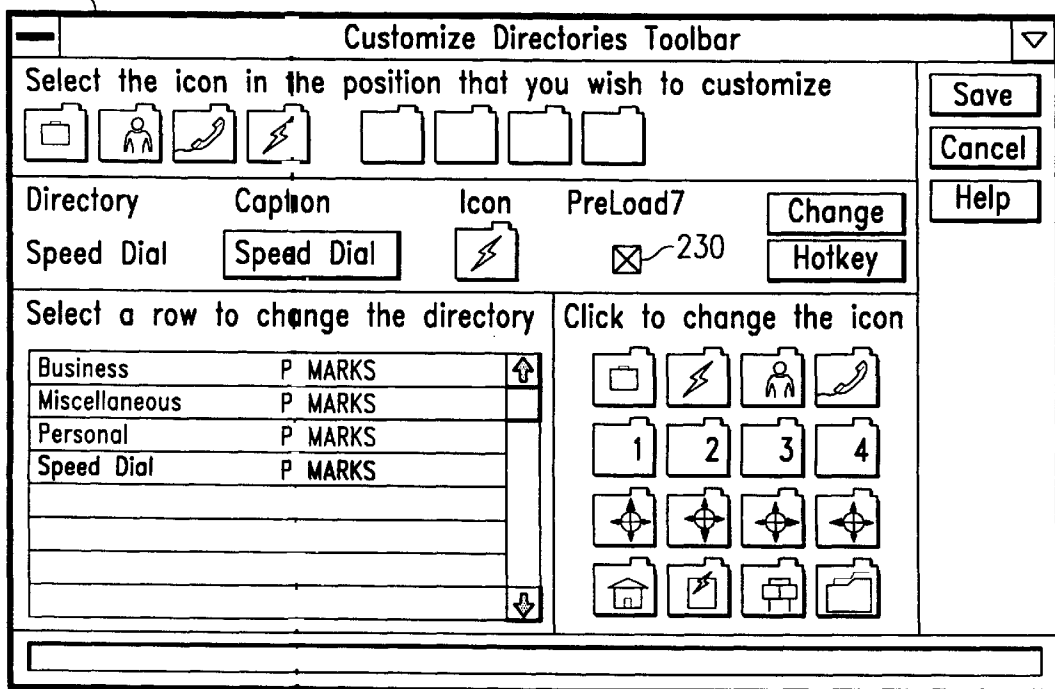 Customize Directories Toolbar
Select the icon in the position that you wish to customize
Save
Cancel
Help
Directory Caption Icon PreLoad7 Change
Speed Dial Speed Dial 230 Hotkey
Select a row to change the directory
Business P MARKS
Miscellaneous P MARKS
Personal P MARKS
Speed Dial P MARKS
Click to change the icon
1 2 3 4